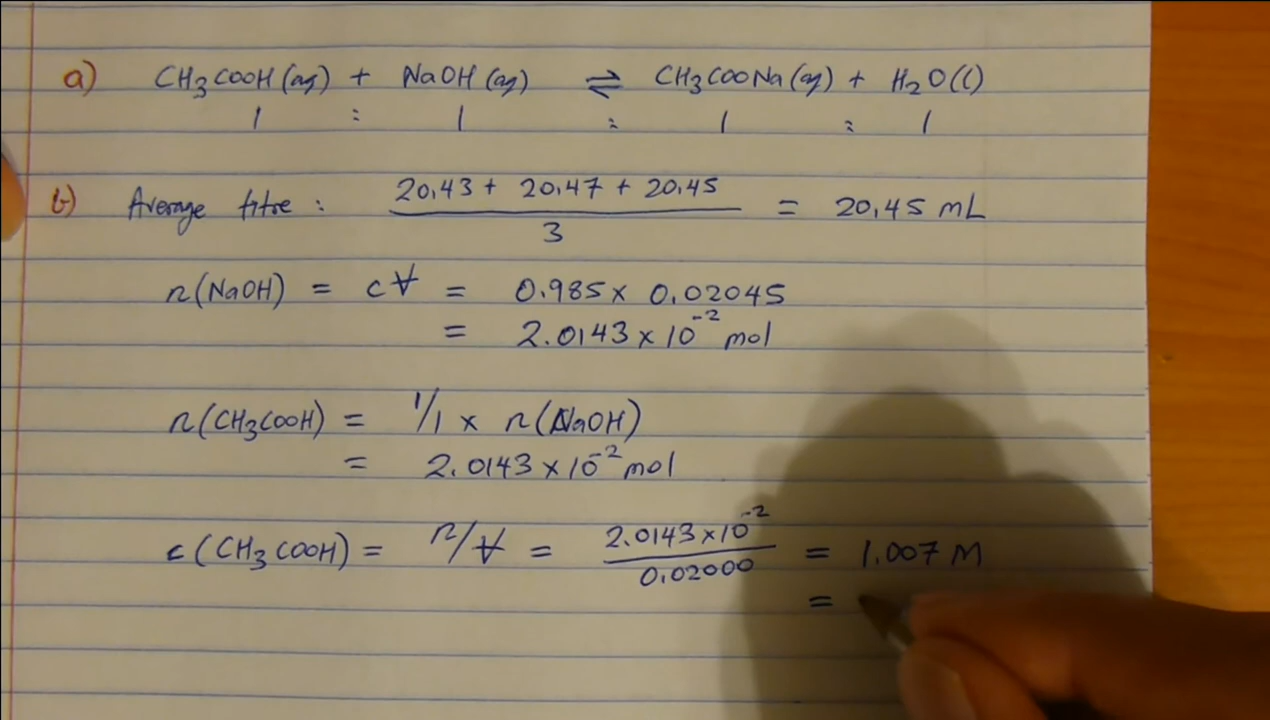 a) CH3COOH (aq) + NaOH (aq) ⇌ CH3COONa (aq) + H2O(l)
1 : 1 : 1 : 1
b) Average titre : 20.43 + 20.47 + 20.45 / 3 = 20.45 mL
n(NaOH) = cV = 0.985 x 0.02045
= 2.0143 x 10^-2 mol
n(CH3COOH) = 1/1 x n(NaOH)
= 2.0143 x 10^-2 mol
c(CH3COOH) = n/V = 2.0143 x 10^-2 / 0.02000 = 1.007 M
=